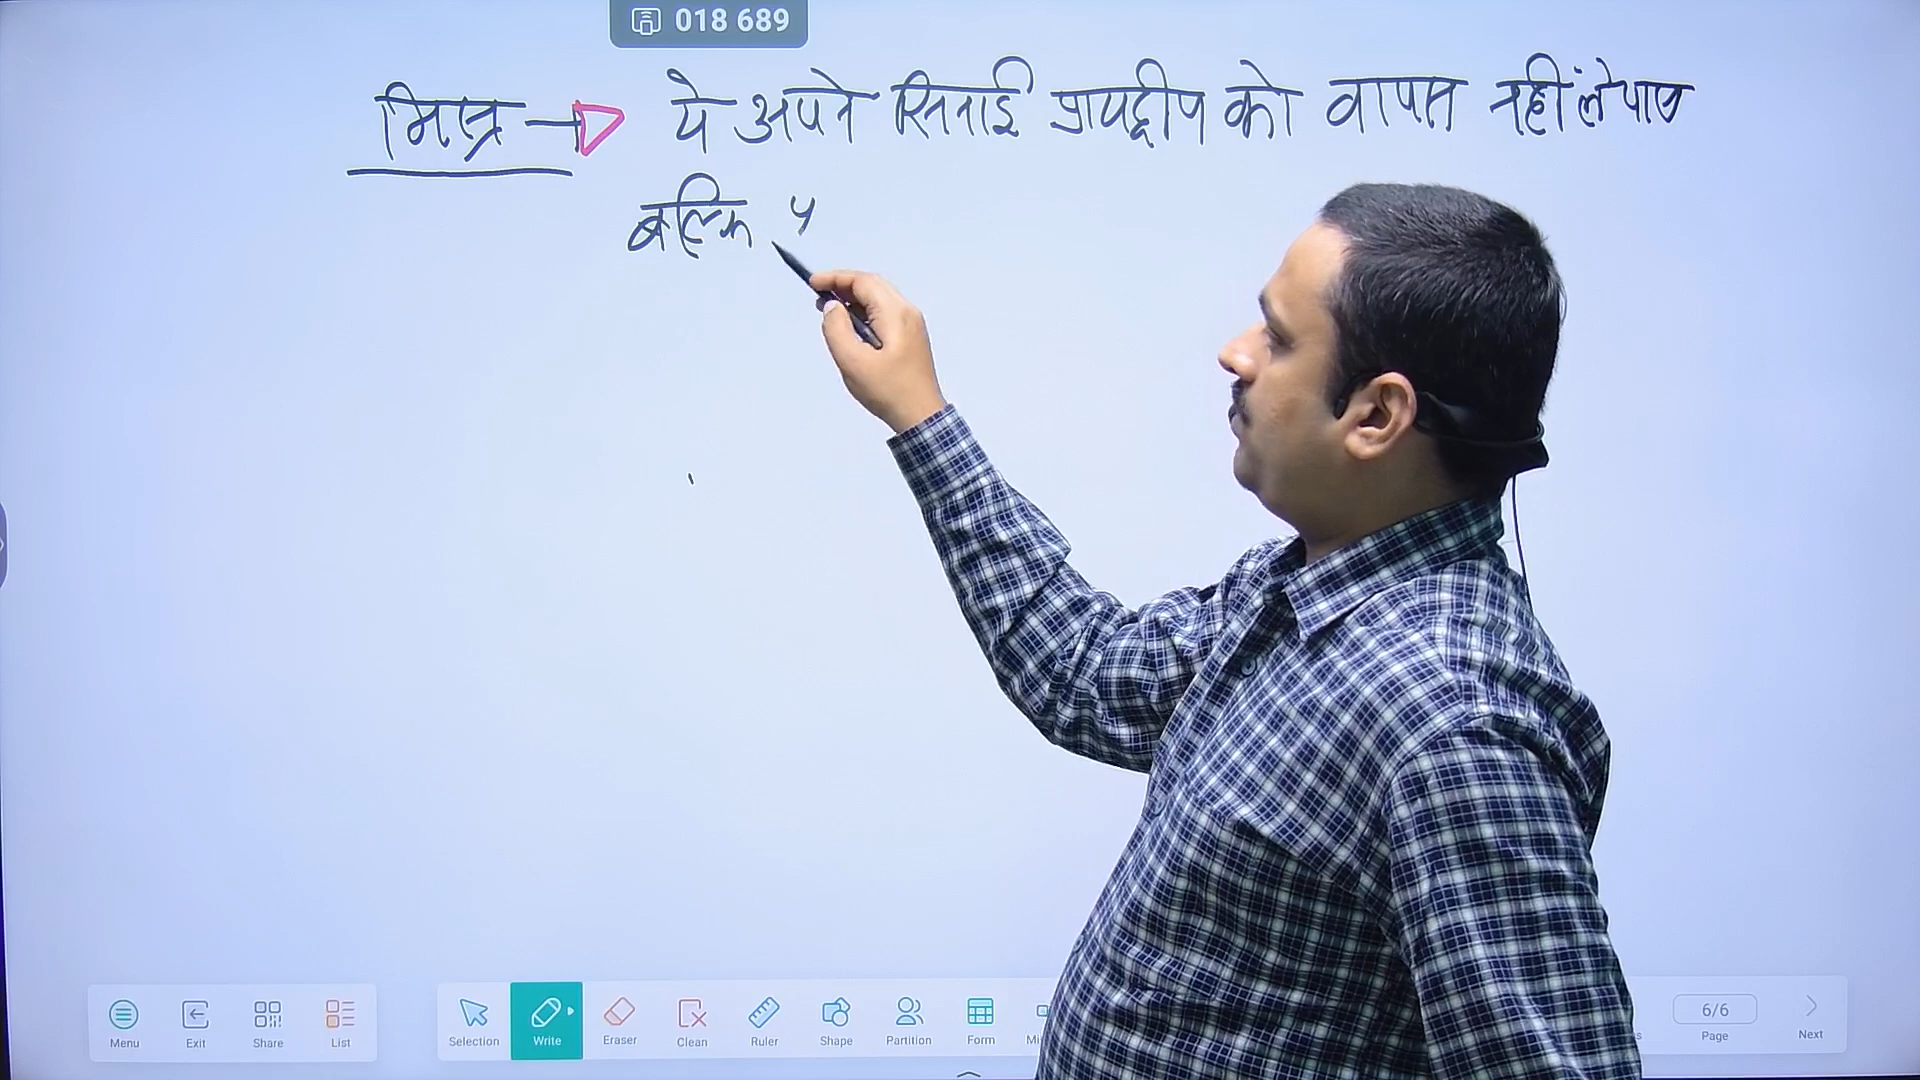 018 689
मिस्र → ये अपने सिनाई प्रायद्वीप को वापस नहीं ले पाए
बल्कि
Menu Exit Share List Selection Write Eraser Clean Ruler Shape Partition Form 6/6 Page Next